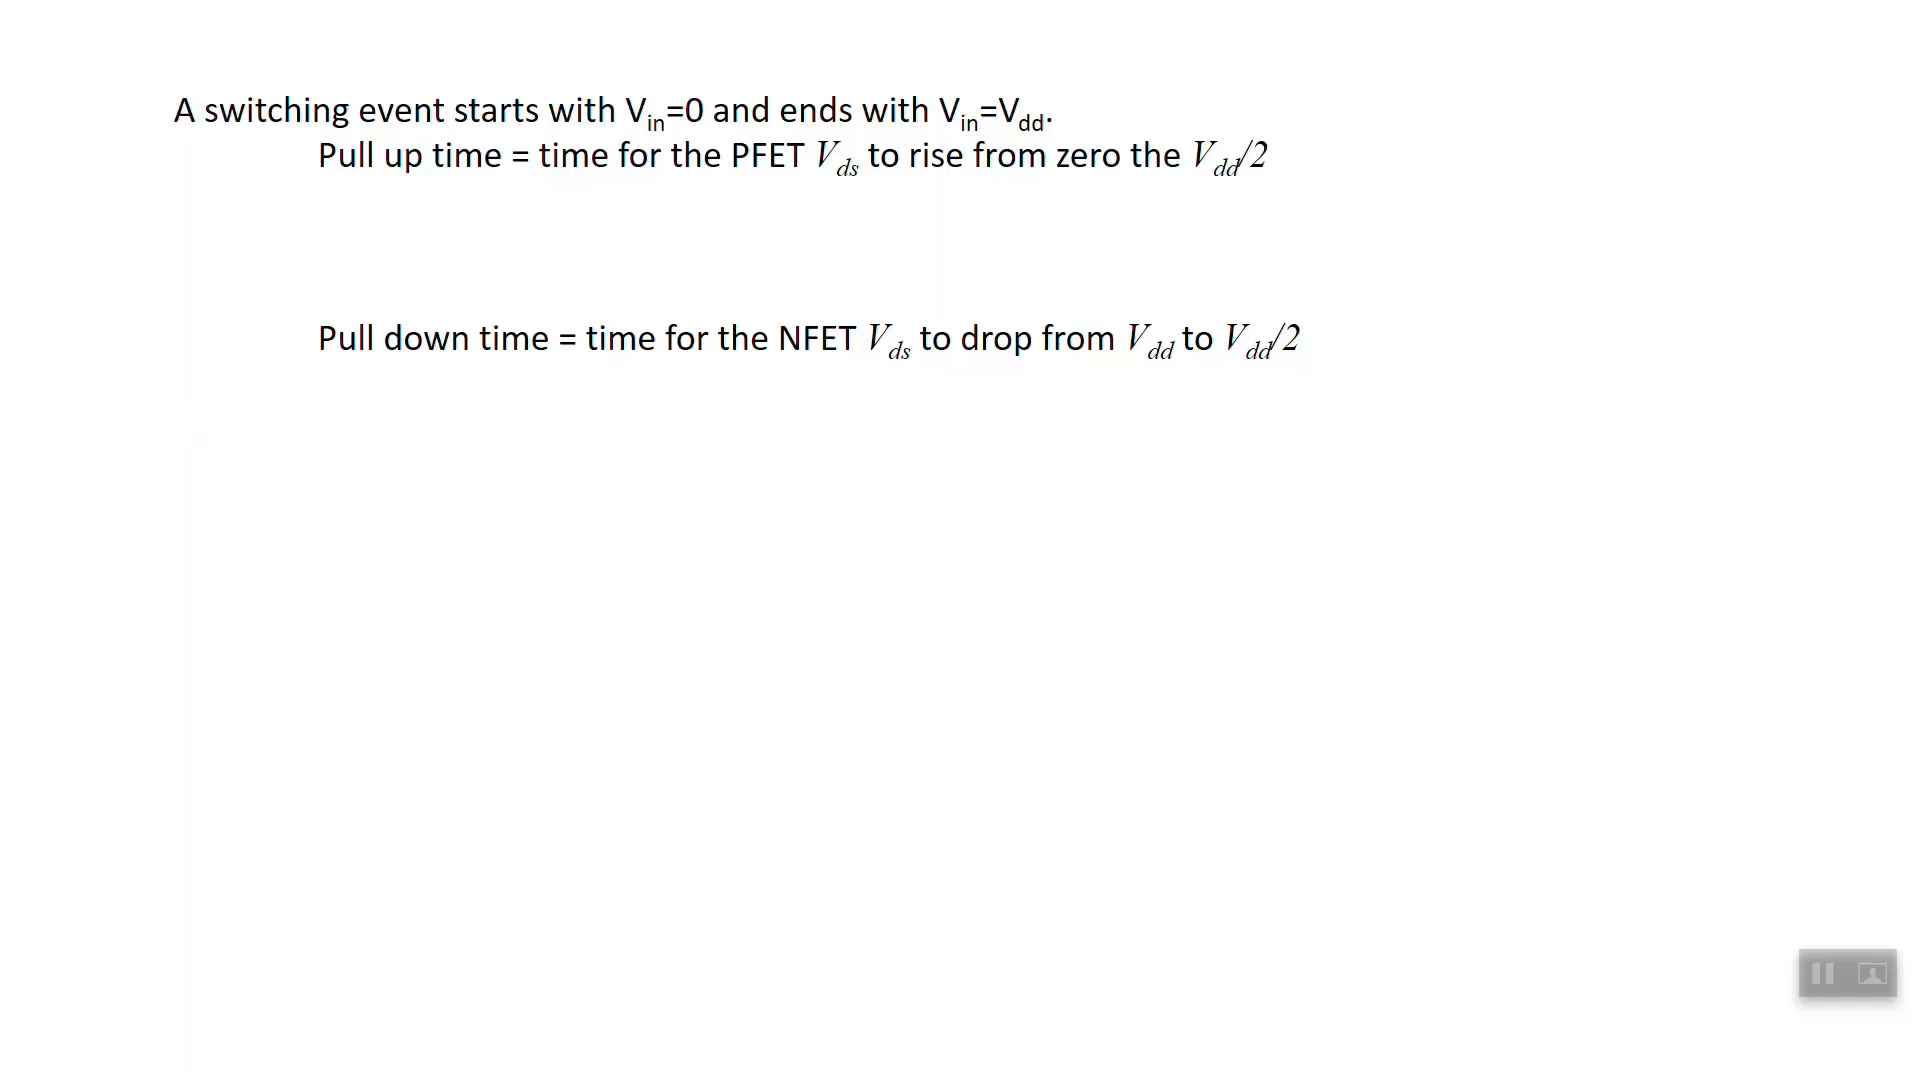 A switching event starts with Vin=0 and ends with Vin=Vdd.
Pull up time = time for the PFET Vds to rise from zero the Vdd/2
Pull down time = time for the NFET Vds to drop from Vdd to Vdd/2